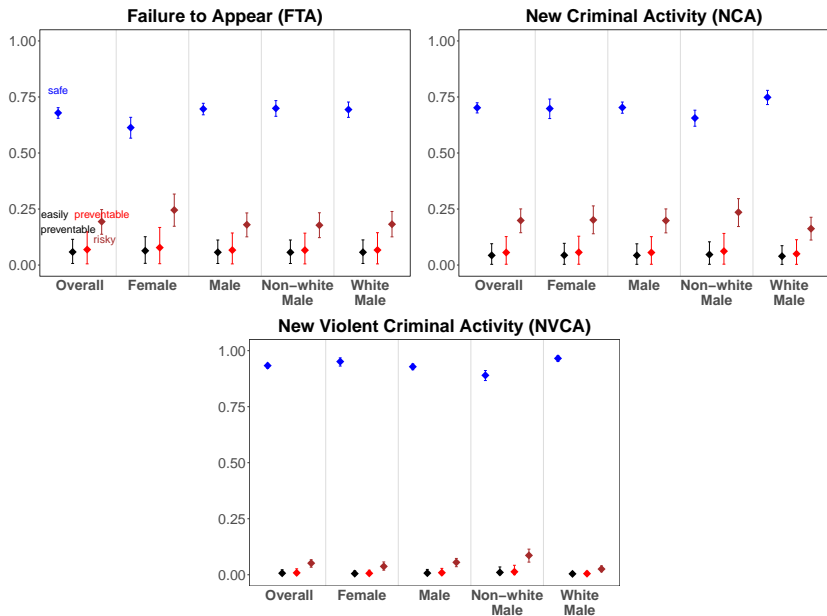 Failure to Appear (FTA)
1.00
0.75
0.50
0.25
0.00
safe
easily preventable
preventable
risky
Overall Female Male Non−white White
Male Male
New Criminal Activity (NCA)
1.00
0.75
0.50
0.25
0.00
Overall Female Male Non−white White
Male Male
New Violent Criminal Activity (NVCA)
1.00
0.75
0.50
0.25
0.00
Overall Female Male Non−white White
Male Male